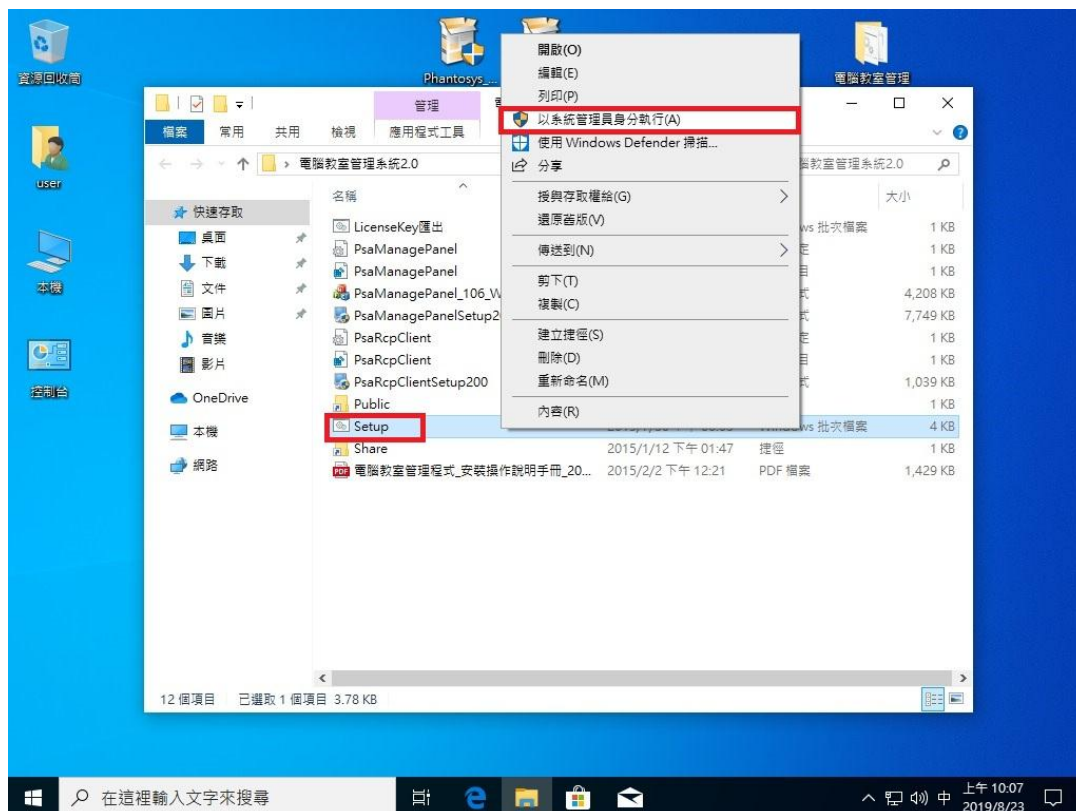 資源回收筒
Phantosys_...
電腦教室管理
user
本機
控制台
管理
檔案 常用 共用 檢視 應用程式工具
電腦教室管理系統2.0
腦教室管理系統2.0
名稱 大小
快速存取
桌面
下載
文件
圖片
音樂
影片
OneDrive
本機
網路
LicenseKey匯出 ws 批次檔案 1 KB
PsaManagePanel 1 KB
PsaManagePanel 1 KB
PsaManagePanel_106_W 4,208 KB
PsaManagePanelSetup2 7,749 KB
PsaRcpClient 1 KB
PsaRcpClient 1 KB
PsaRcpClientSetup200 1,039 KB
Public 1 KB
Setup ws 批次檔案 4 KB
Share 2015/1/12 下午 01:47 捷徑 1 KB
電腦教室管理程式_安裝操作說明手冊_20... 2015/2/2 下午 12:21 PDF 檔案 1,429 KB
開啟(O)
編輯(E)
列印(P)
以系統管理員身分執行(A)
使用 Windows Defender 掃描...
分享
授與存取權給(G)
還原舊版(V)
傳送到(N)
剪下(T)
複製(C)
建立捷徑(S)
刪除(D)
重新命名(M)
內容(R)
12 個項目 已選取 1 個項目 3.78 KB
在這裡輸入文字來搜尋
中
上午 10:07
2019/8/23